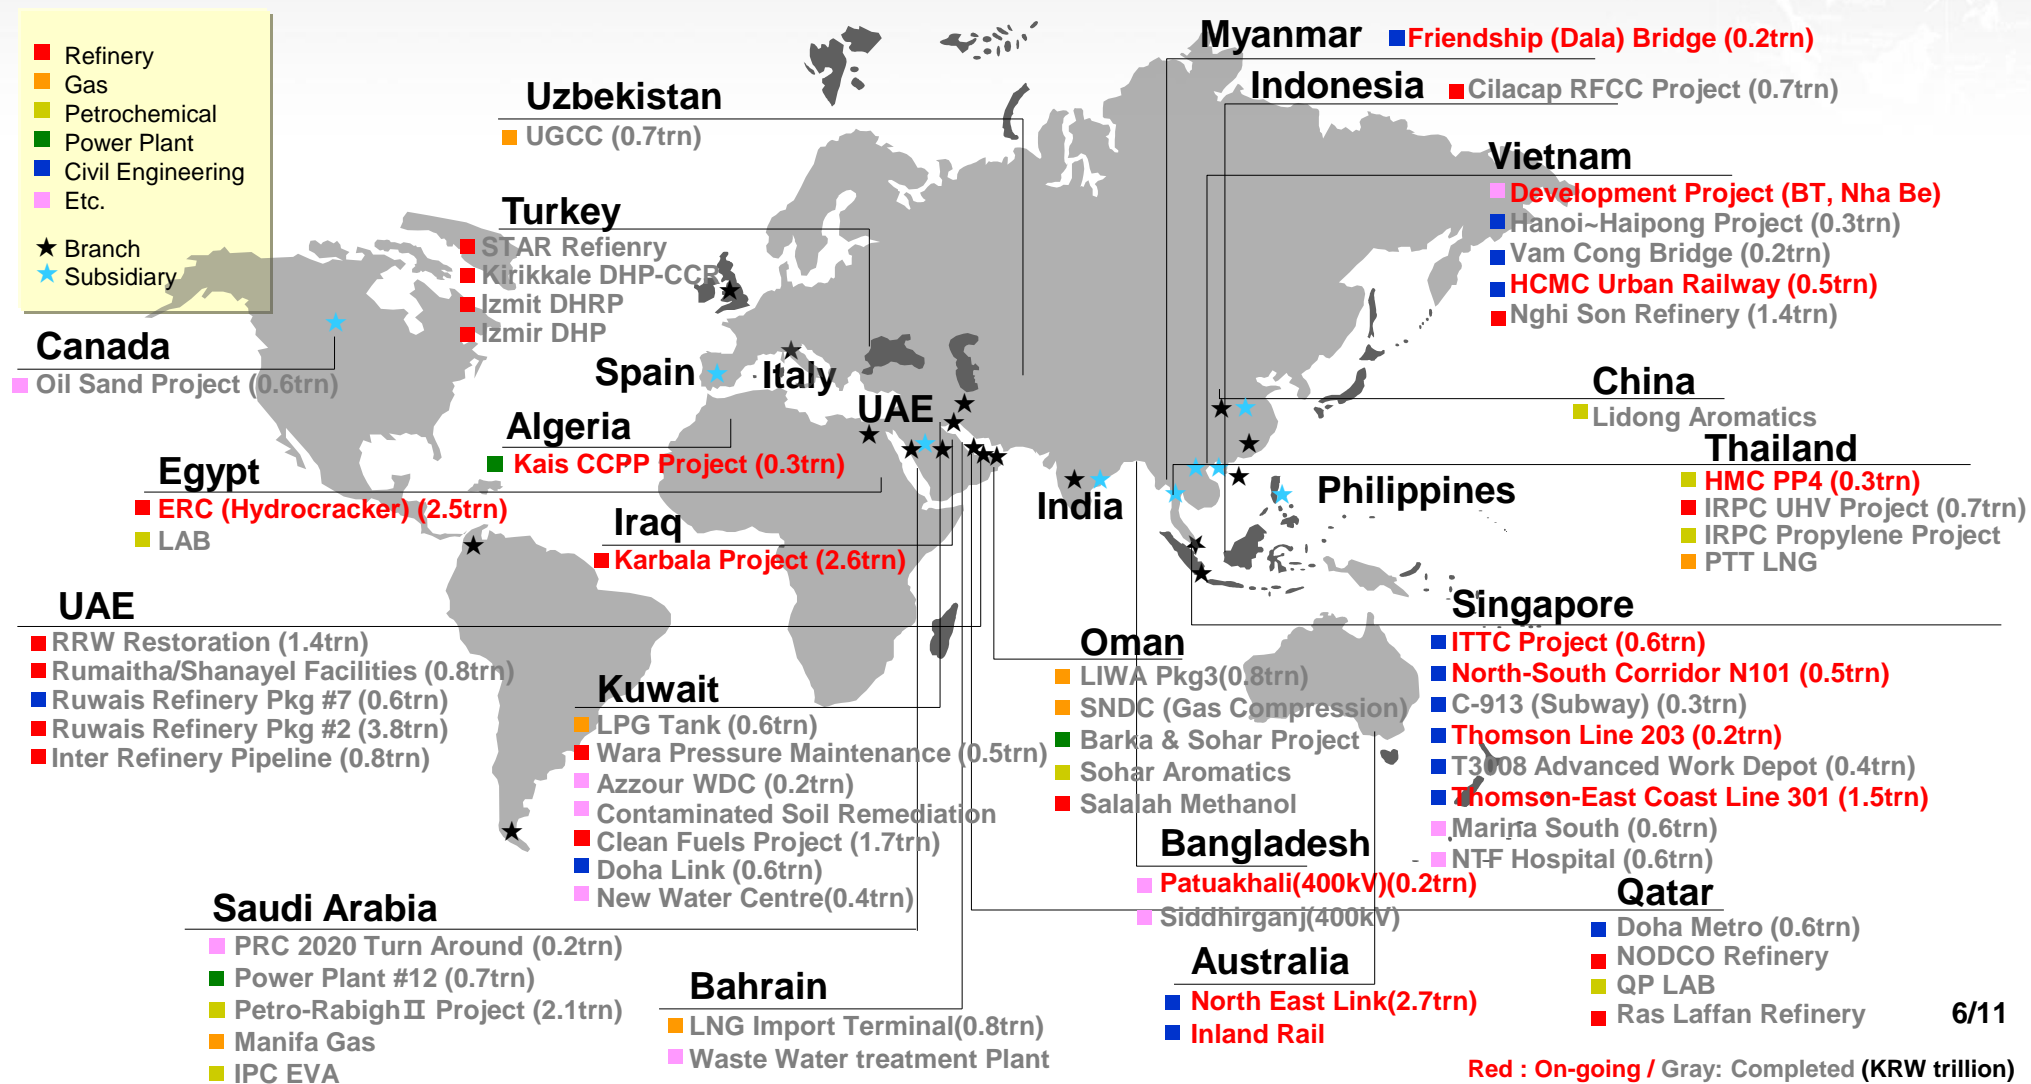 Refinery
Gas
Petrochemical
Power Plant
Civil Engineering
Etc.
Branch
Subsidiary
Canada
Oil Sand Project (0.6trn)
Uzbekistan
UGCC (0.7trn)
Turkey
STAR Refienry
Kirikkale DHP-CCR
Izmit DHRP
Izmir DHP
Spain
Italy
UAE
Algeria
Kais CCPP Project (0.3trn)
Egypt
ERC (Hydrocracker) (2.5trn)
LAB
Iraq
Karbala Project (2.6trn)
Myanmar
Friendship (Dala) Bridge (0.2trn)
Indonesia
Cilacap RFCC Project (0.7trn)
Vietnam
Development Project (BT, Nha Be)
Hanoi~Haipong Project (0.3trn)
Vam Cong Bridge (0.2trn)
HCMC Urban Railway (0.5trn)
Nghi Son Refinery (1.4trn)
China
Lidong Aromatics
Thailand
HMC PP4 (0.3trn)
IRPC UHV Project (0.7trn)
IRPC Propylene Project
PTT LNG
India
Philippines
UAE
RRW Restoration (1.4trn)
Rumaitha/Shanayel Facilities (0.8trn)
Ruwais Refinery Pkg #7 (0.6trn)
Ruwais Refinery Pkg #2 (3.8trn)
Inter Refinery Pipeline (0.8trn)
Kuwait
LPG Tank (0.6trn)
Wara Pressure Maintenance (0.5trn)
Azzour WDC (0.2trn)
Contaminated Soil Remediation
Clean Fuels Project (1.7trn)
Doha Link (0.6trn)
New Water Centre(0.4trn)
Oman
LIWA Pkg3(0.8trn)
SNDC (Gas Compression)
Barka & Sohar Project
Sohar Aromatics
Salalah Methanol
Singapore
ITTC Project (0.6trn)
North-South Corridor N101 (0.5trn)
C-913 (Subway) (0.3trn)
Thomson Line 203 (0.2trn)
T3008 Advanced Work Depot (0.4trn)
Thomson-East Coast Line 301 (1.5trn)
Marina South (0.6trn)
NTF Hospital (0.6trn)
Bangladesh
Patuakhali(400kV)(0.2trn)
Siddhirganj(400kV)
Saudi Arabia
PRC 2020 Turn Around (0.2trn)
Power Plant #12 (0.7trn)
Petro-RabighⅡ Project (2.1trn)
Manifa Gas
IPC EVA
Bahrain
LNG Import Terminal(0.8trn)
Waste Water treatment Plant
Australia
North East Link(2.7trn)
Inland Rail
Qatar
Doha Metro (0.6trn)
NODCO Refinery
QP LAB
Ras Laffan Refinery
6/11
Red : On-going / Gray: Completed (KRW trillion)